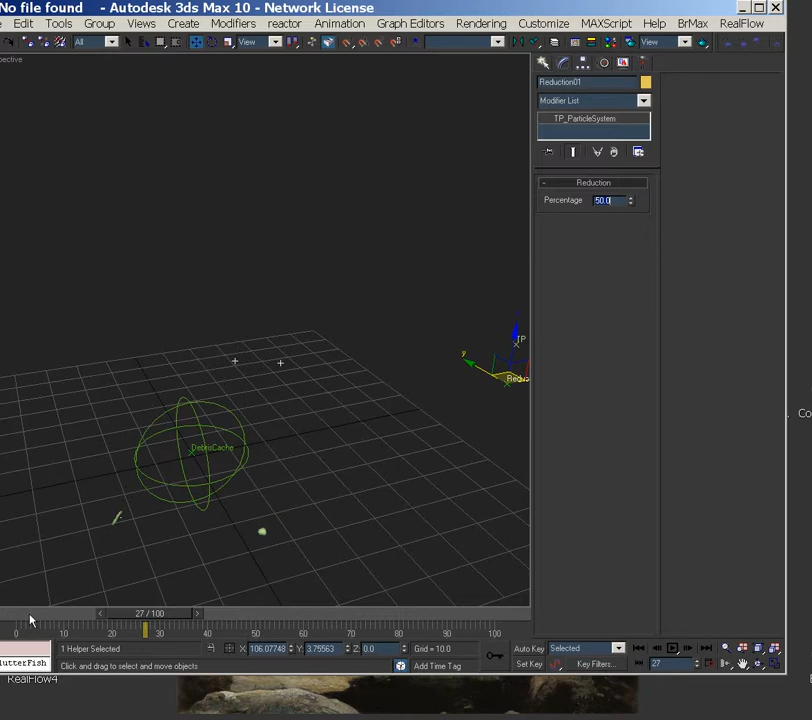 No file found - Autodesk 3ds Max 10 - Network License
Edit Tools Group Views Create Modifiers reactor Animation Graph Editors Rendering Customize MAXScript Help BrMax RealFlow
All View View
Reduction01
Modifier List
TP_ParticleSystem
- Reduction
Percentage 50.0
TP
y
DebrisCache
27 / 100
0 10 20 30 40 50 60 70 80 90 100
1 Helper Selected X: 106.07748 Y: 3.75563 Z: 0.0 Grid = 10.0 Auto Key Selected
Click and drag to select and move objects Add Time Tag Set Key Key Filters... 27
RealFlow4
Co